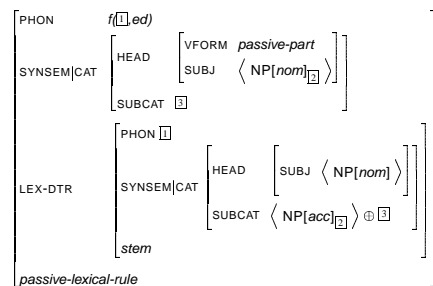 PHON f(1,ed)
SYNSEM|CAT HEAD VFORM passive-part
SUBJ ⟨ NP[nom]2 ⟩
SUBCAT 3
LEX-DTR PHON 1
SYNSEM|CAT HEAD SUBJ ⟨ NP[nom] ⟩
SUBCAT ⟨ NP[acc]2 ⟩ ⊕ 3
stem
passive-lexical-rule